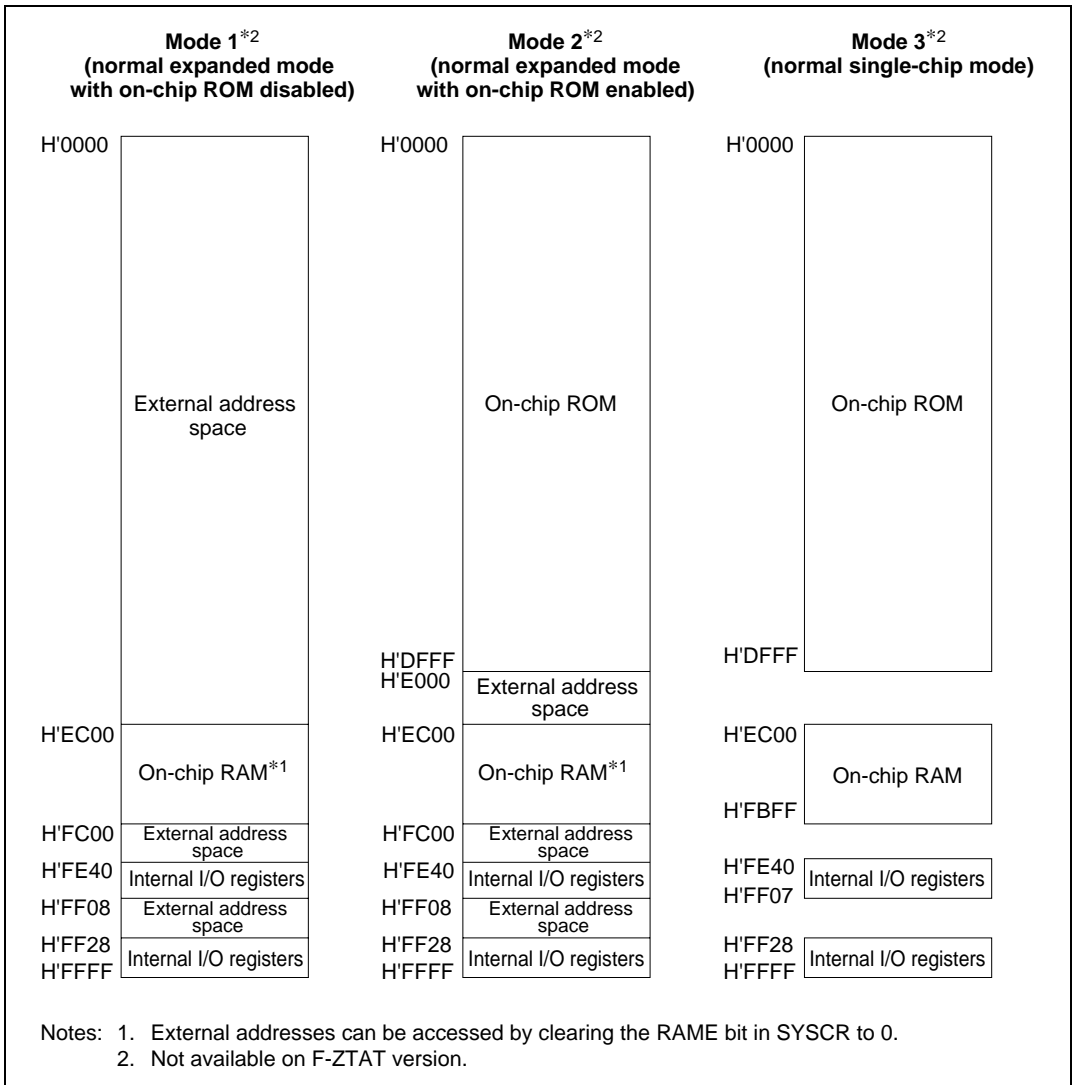 Mode 1*2
(normal expanded mode
with on-chip ROM disabled)
H'0000
External address
space
H'EC00
On-chip RAM*1
H'FC00
External address
space
H'FE40
Internal I/O registers
H'FF08
External address
space
H'FF28
Internal I/O registers
H'FFFF
Mode 2*2
(normal expanded mode
with on-chip ROM enabled)
H'0000
On-chip ROM
H'DFFF
H'E000
External address
space
H'EC00
On-chip RAM*1
H'FC00
External address
space
H'FE40
Internal I/O registers
H'FF08
External address
space
H'FF28
Internal I/O registers
H'FFFF
Mode 3*2
(normal single-chip mode)
H'0000
On-chip ROM
H'DFFF
H'EC00
On-chip RAM
H'FBFF
H'FE40
Internal I/O registers
H'FF07
H'FF28
Internal I/O registers
H'FFFF
Notes: 1. External addresses can be accessed by clearing the RAME bit in SYSCR to 0.
2. Not available on F-ZTAT version.